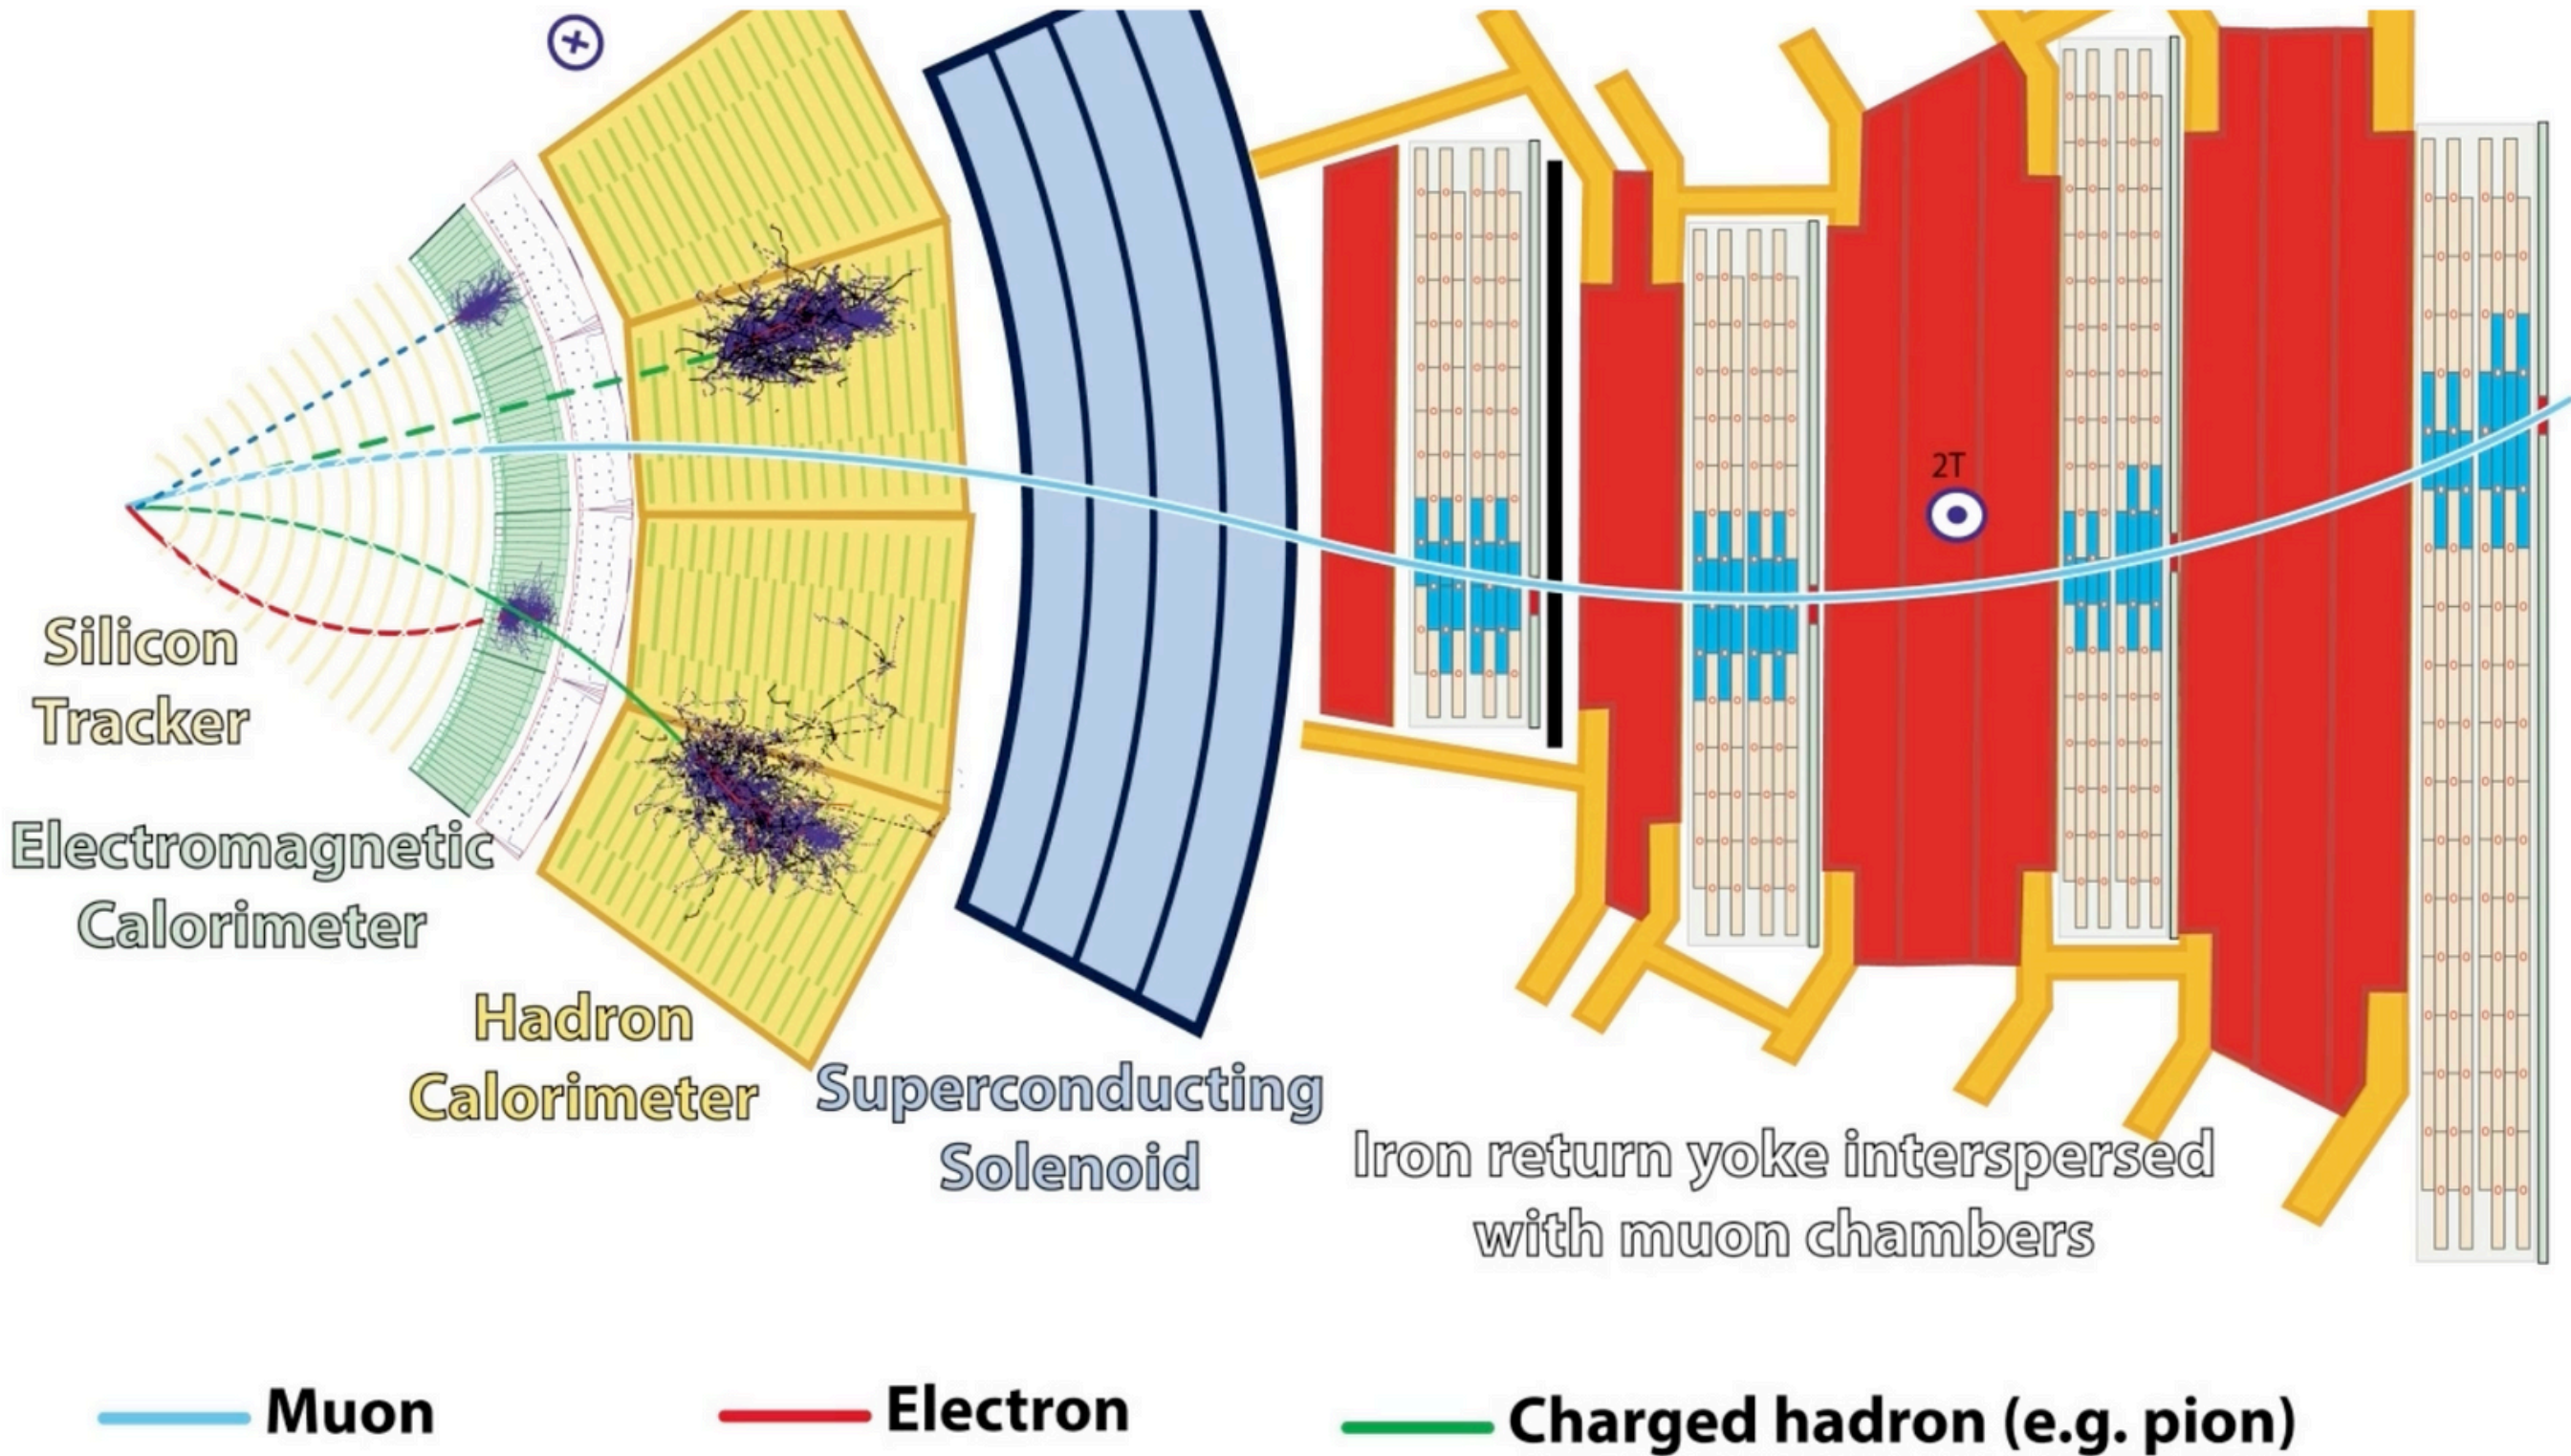 2T
Silicon
Tracker
Electromagnetic
Calorimeter
Hadron
Calorimeter
Superconducting
Solenoid
Iron return yoke interspersed
with muon chambers
Muon
Electron
Charged hadron (e.g. pion)